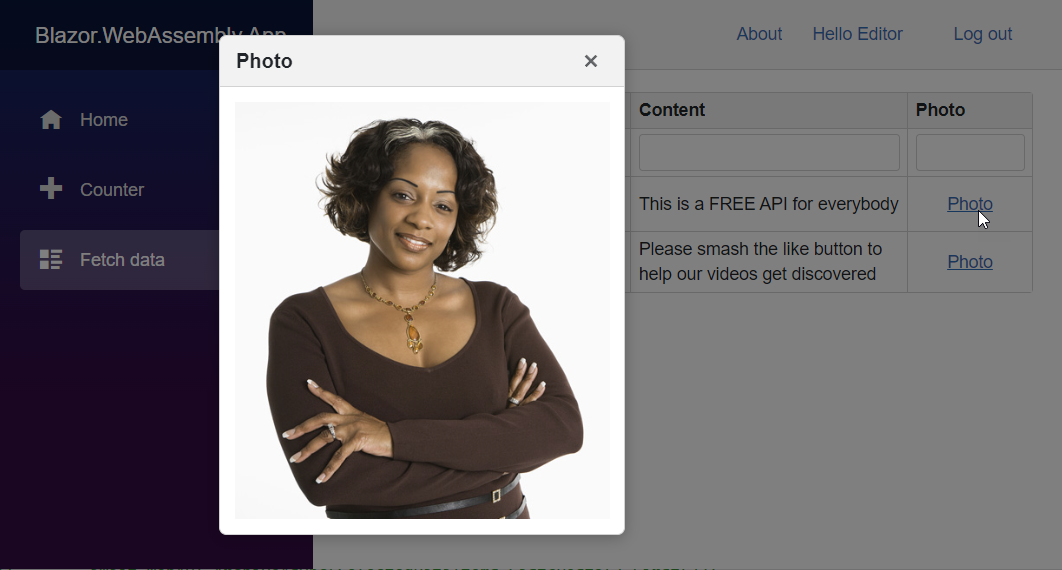 Blazor.WebAssembly.App
About
Hello Editor
Log out
Photo
×
Home
Counter
Fetch data
Content
Photo
This is a FREE API for everybody
Photo
Please smash the like button to
help our videos get discovered
Photo